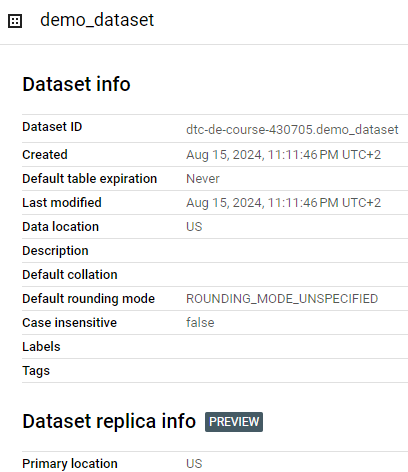 demo_dataset
Dataset info
Dataset ID dtc-de-course-430705.demo_dataset
Created Aug 15, 2024, 11:11:46 PM UTC+2
Default table expiration Never
Last modified Aug 15, 2024, 11:11:46 PM UTC+2
Data location US
Description
Default collation
Default rounding mode ROUNDING_MODE_UNSPECIFIED
Case insensitive false
Labels
Tags
Dataset replica info PREVIEW
Primary location US